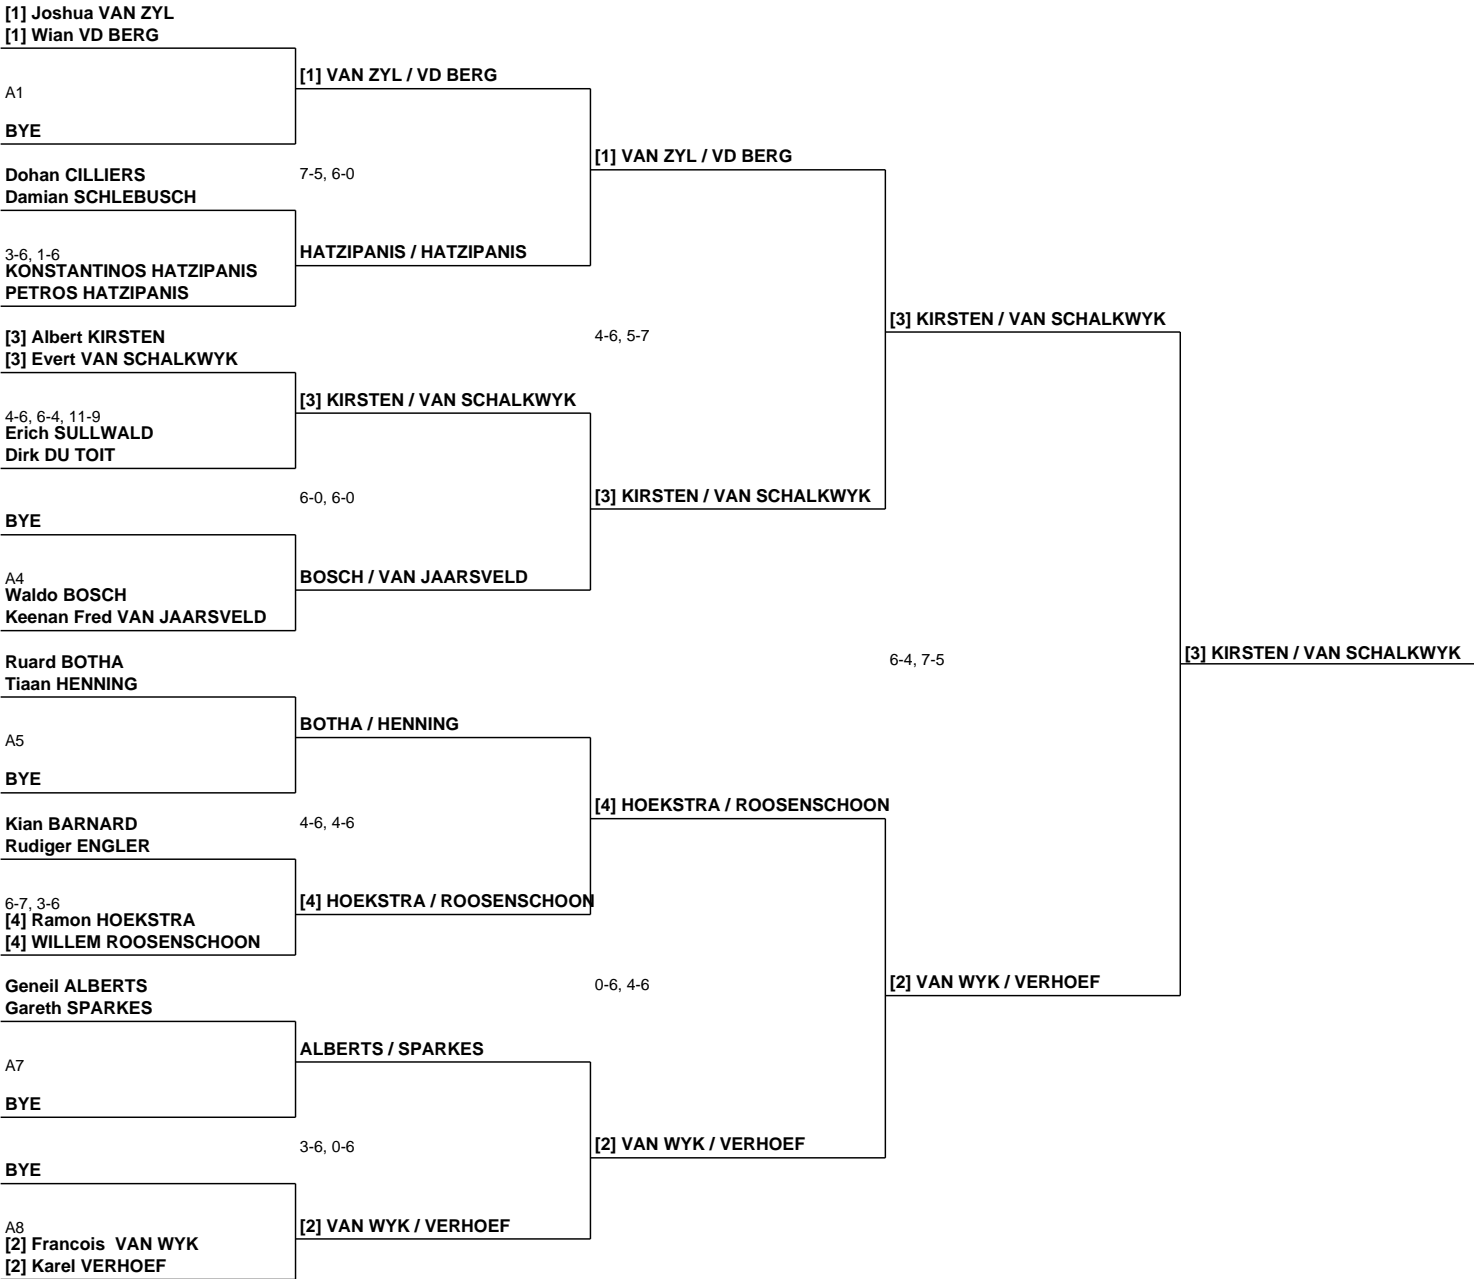 [1] Joshua VAN ZYL
[1] Wian VD BERG
[1] VAN ZYL / VD BERG
A1
BYE
[1] VAN ZYL / VD BERG
Dohan CILLIERS
7-5, 6-0
Damian SCHLEBUSCH
3-6, 1-6
HATZIPANIS / HATZIPANIS
KONSTANTINOS HATZIPANIS
PETROS HATZIPANIS
[3] KIRSTEN / VAN SCHALKWYK
[3] Albert KIRSTEN
4-6, 5-7
[3] Evert VAN SCHALKWYK
[3] KIRSTEN / VAN SCHALKWYK
4-6, 6-4, 11-9
Erich SULLWALD
Dirk DU TOIT
6-0, 6-0
[3] KIRSTEN / VAN SCHALKWYK
BYE
A4
BOSCH / VAN JAARSVELD
Waldo BOSCH
Keenan Fred VAN JAARSVELD
Ruard BOTHA
6-4, 7-5
[3] KIRSTEN / VAN SCHALKWYK
Tiaan HENNING
BOTHA / HENNING
A5
BYE
[4] HOEKSTRA / ROOSENSCHOON
Kian BARNARD
4-6, 4-6
Rudiger ENGLER
6-7, 3-6
[4] HOEKSTRA / ROOSENSCHOON
[4] Ramon HOEKSTRA
[4] WILLEM ROOSENSCHOON
Geneil ALBERTS
0-6, 4-6
[2] VAN WYK / VERHOEF
Gareth SPARKES
ALBERTS / SPARKES
A7
BYE
3-6, 0-6
[2] VAN WYK / VERHOEF
BYE
A8
[2] VAN WYK / VERHOEF
[2] Francois  VAN WYK
[2] Karel VERHOEF